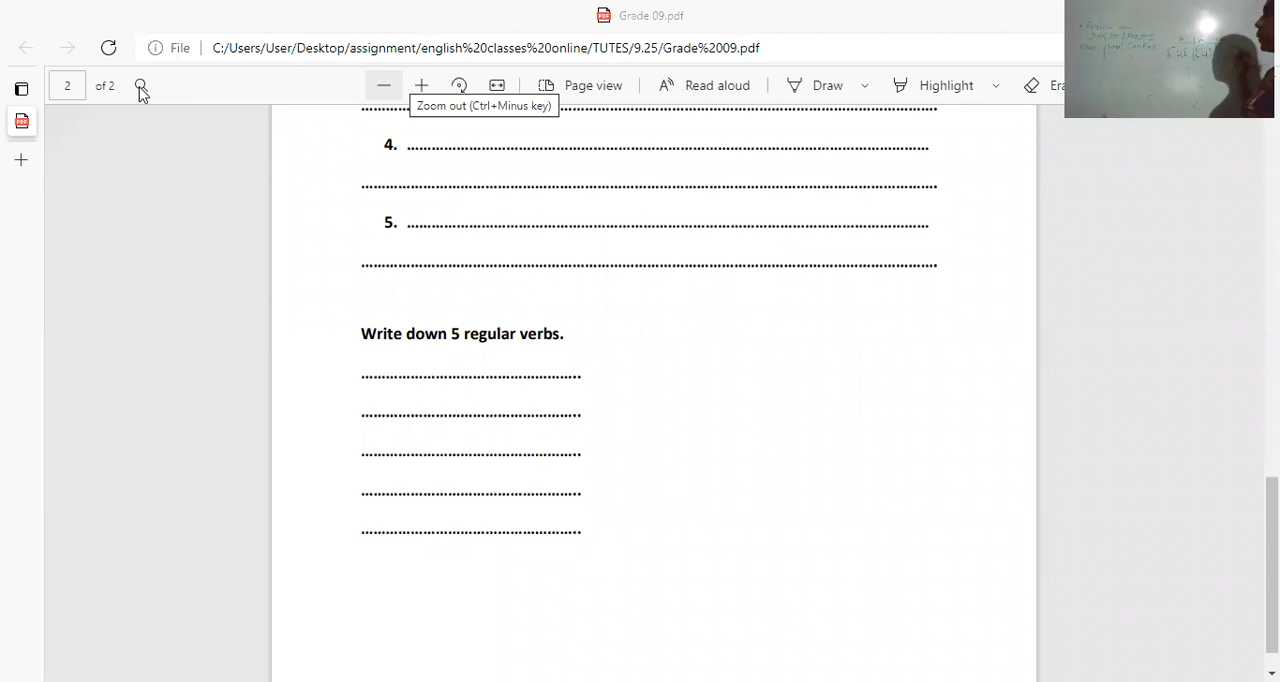 Grade 09.pdf
File C:/Users/User/Desktop/assignment/english%20classes%20online/TUTES/9.25/Grade%2009.pdf
2 of 2 Page view Read aloud Draw Highlight Era
Zoom out (Ctrl+Minus key)
4. ……………………………………………………………………………………
…………………………………………………………………………………………….
5. ……………………………………………………………………………………
…………………………………………………………………………………………….
Write down 5 regular verbs.
…………………………………………..
…………………………………………..
…………………………………………..
…………………………………………..
…………………………………………..